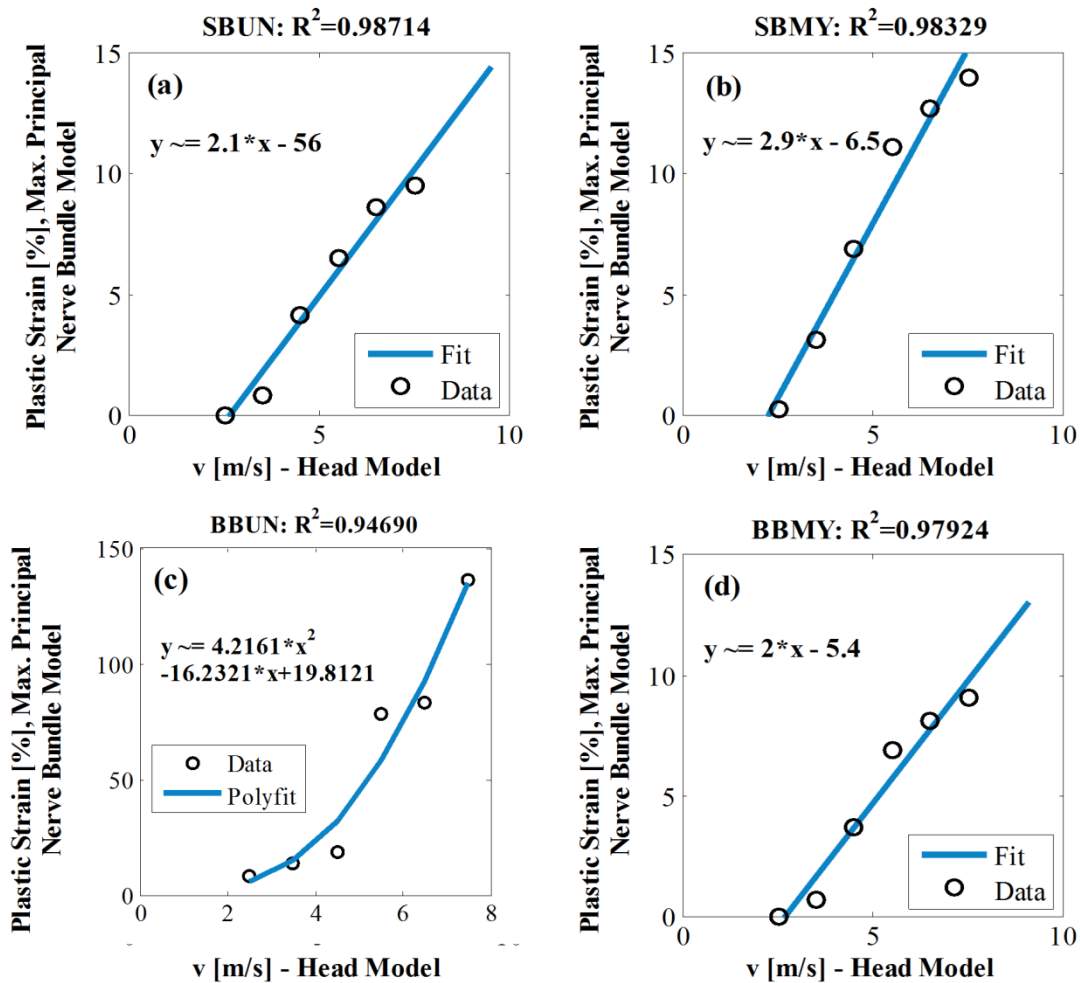 SBUN: R²=0.98714
(a)
y ~= 2.1*x - 56
15
10
5
0
Fit
Data
0 5 10
v [m/s] - Head Model
Plastic Strain [%], Max. Principal
Nerve Bundle Model
SBMY: R²=0.98329
(b)
y ~= 2.9*x - 6.5
15
10
5
0
Fit
Data
0 5 10
v [m/s] - Head Model
Plastic Strain [%], Max. Principal
Nerve Bundle Model
BBUN: R²=0.94690
(c)
y ~= 4.2161*x²
-16.2321*x+19.8121
150
100
50
0
Data
Polyfit
0 2 4 6 8
v [m/s] - Head Model
Plastic Strain [%], Max. Principal
Nerve Bundle Model
BBMY: R²=0.97924
(d)
y ~= 2*x - 5.4
15
10
5
0
Fit
Data
0 5 10
v [m/s] - Head Model
Plastic Strain [%], Max. Principal
Nerve Bundle Model